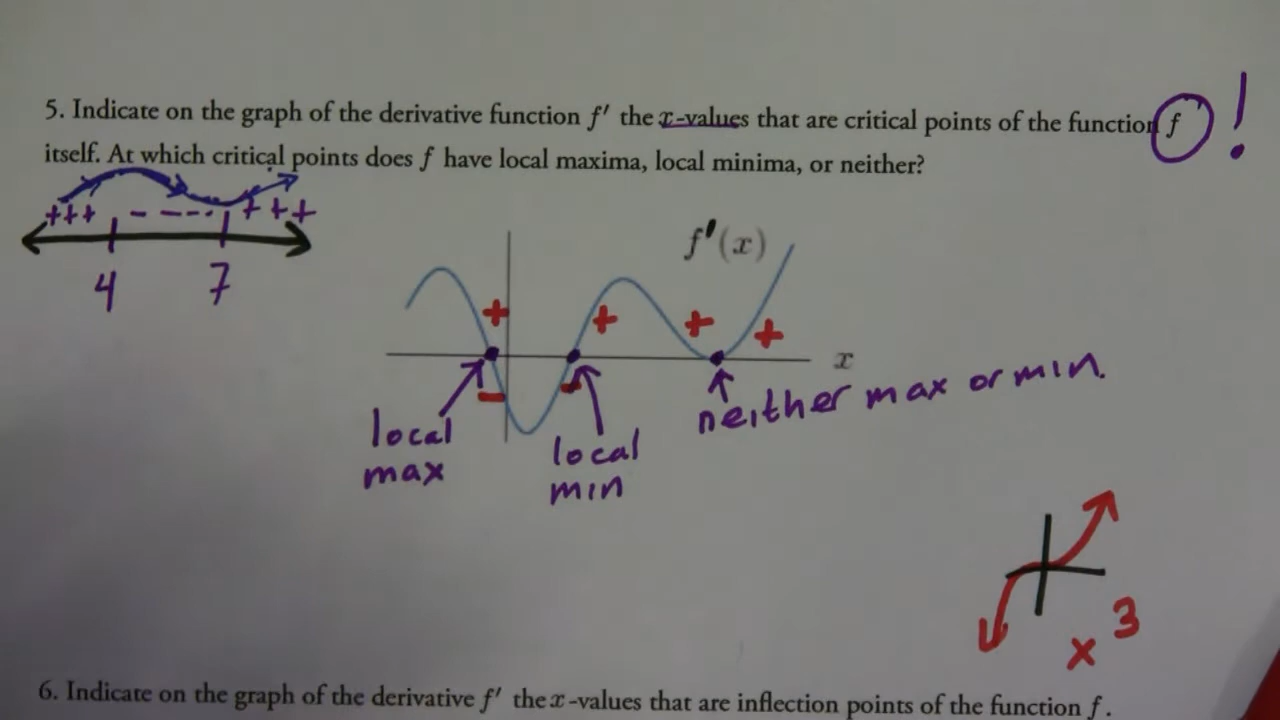 5. Indicate on the graph of the derivative function f′ the x-values that are critical points of the function f !
itself. At which critical points does f have local maxima, local minima, or neither?
+++ - - - - - + + +
4 7
f′(x)
+ + + +
x
- -
local max
local min
neither max or min.
x³
6. Indicate on the graph of the derivative f′ the x-values that are inflection points of the function f.